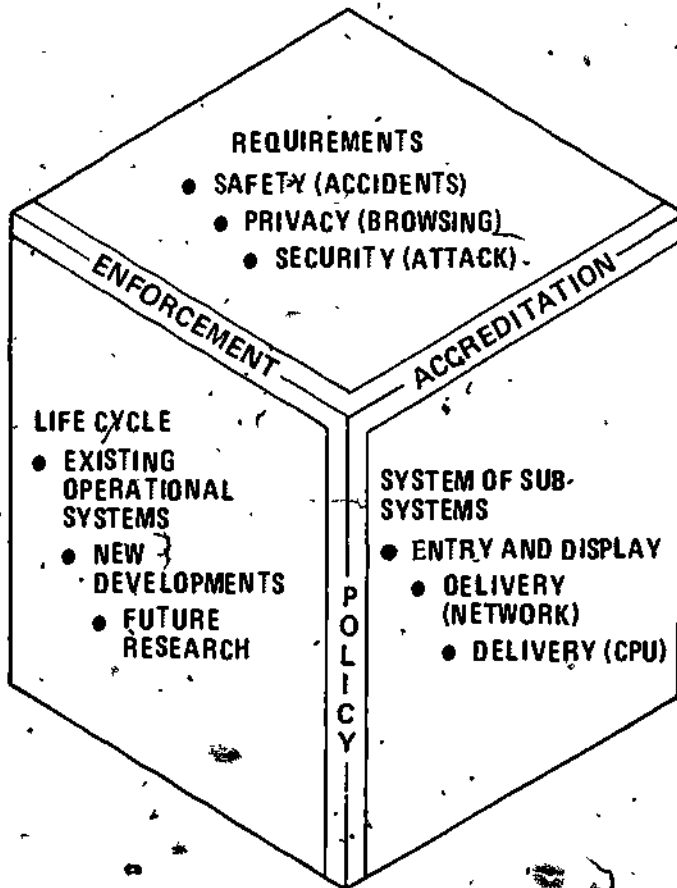 REQUIREMENTS
● SAFETY (ACCIDENTS)
● PRIVACY (BROWSING)
● SECURITY (ATTACK)
ENFORCEMENT
ACCREDITATION
LIFE CYCLE
● EXISTING
OPERATIONAL
SYSTEMS
● NEW
DEVELOPMENTS
● FUTURE
RESEARCH
POLICY
SYSTEM OF SUB-
SYSTEMS
● ENTRY AND DISPLAY
● DELIVERY
(NETWORK)
● DELIVERY (CPU)